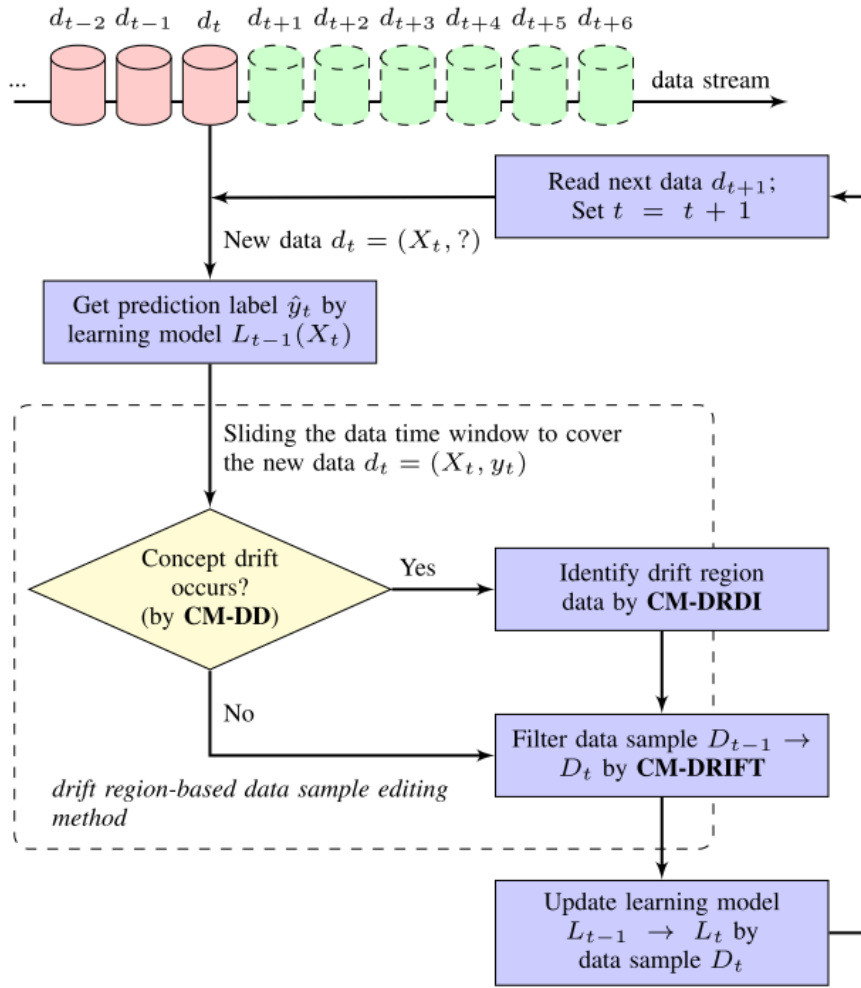 d_{t−2} d_{t−1} d_t d_{t+1} d_{t+2} d_{t+3} d_{t+4} d_{t+5} d_{t+6}
...
data stream
Read next data d_{t+1};
Set t = t + 1
New data d_t = (X_t, ?)
Get prediction label ŷ_t by
learning model L_{t−1}(X_t)
Sliding the data time window to cover
the new data d_t = (X_t, y_t)
Concept drift
occurs?
(by CM-DD)
Yes
Identify drift region
data by CM-DRDI
No
Filter data sample D_{t−1} →
D_t by CM-DRIFT
drift region-based data sample editing
method
Update learning model
L_{t−1} → L_t by
data sample D_t